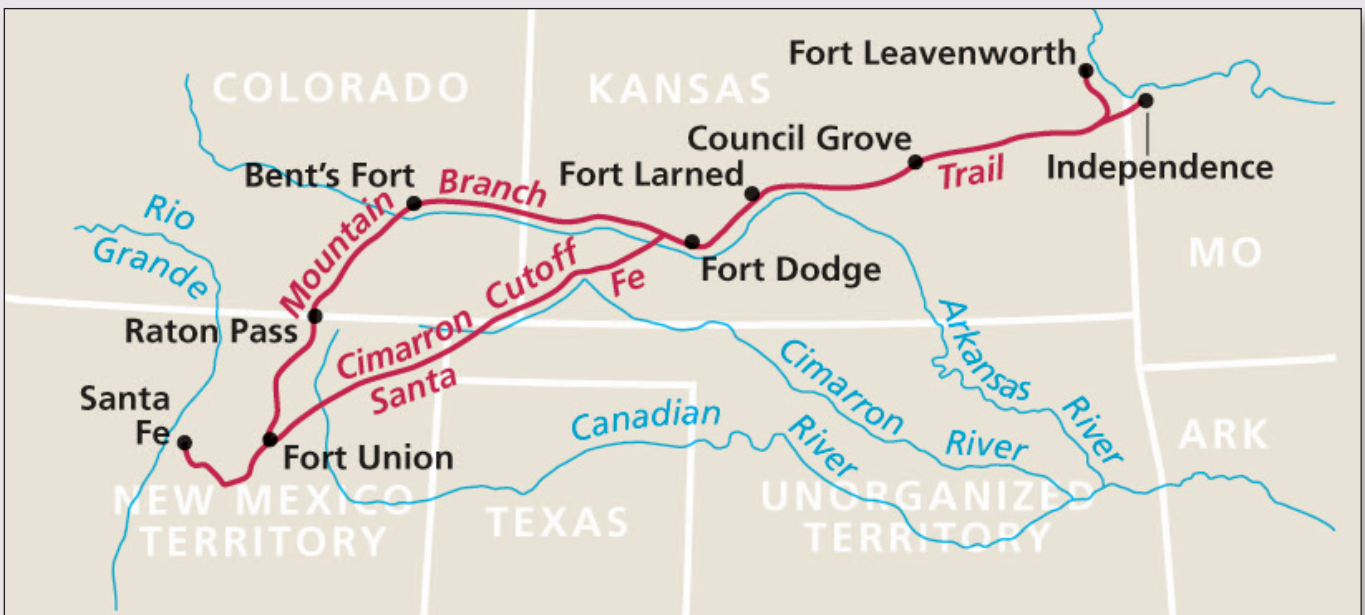 Fort Leavenworth
COLORADO
KANSAS
Council Grove
Independence
Trail
Bent's Fort
Branch
Fort Larned
Rio
Grande
Mountain
Cutoff
Fe
Fort Dodge
MO
Raton Pass
Cimarron
Santa
Arkansas
River
Cimarron
River
Santa
Fe
Canadian
River
ARK
Fort Union
NEW MEXICO
TERRITORY
TEXAS
UNORGANIZED
TERRITORY